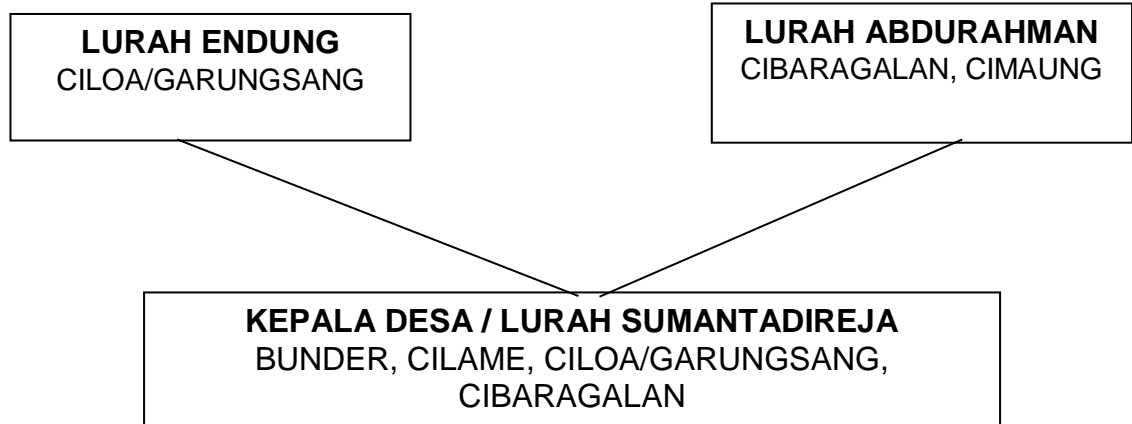 LURAH ENDUNG
CILOA/GARUNGSANG
LURAH ABDURAHMAN
CIBARAGALAN, CIMAUNG
KEPALA DESA / LURAH SUMANTADIREJA
BUNDER, CILAME, CILOA/GARUNGSANG,
CIBARAGALAN